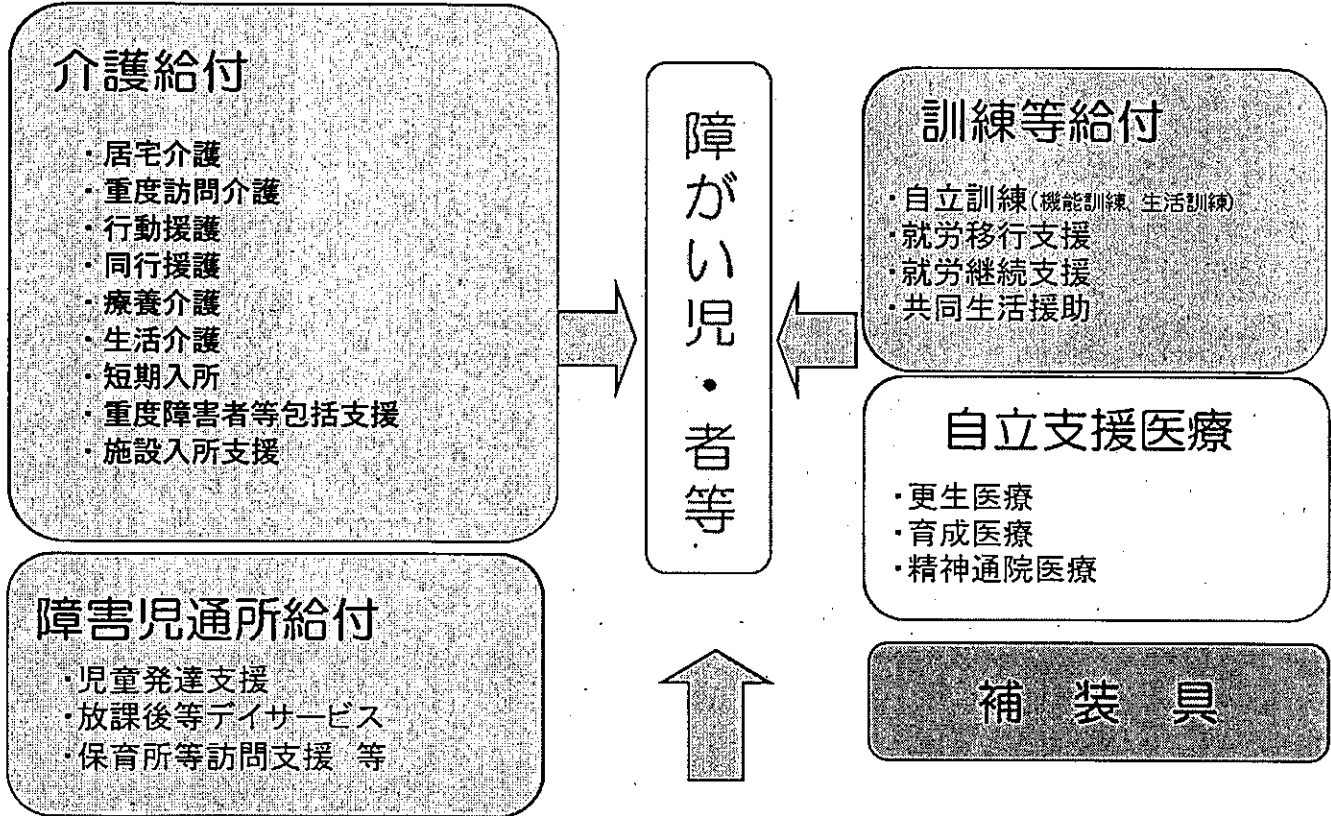 介護給付
・居宅介護
・重度訪問介護
・行動援護
・同行援護
・療養介護
・生活介護
・短期入所
・重度障害者等包括支援
・施設入所支援
障害児通所給付
・児童発達支援
・放課後等デイサービス
・保育所等訪問支援 等
障がい児・者等
訓練等給付
・自立訓練(機能訓練、生活訓練)
・就労移行支援
・就労継続支援
・共同生活援助
自立支援医療
・更生医療
・育成医療
・精神通院医療
補装具